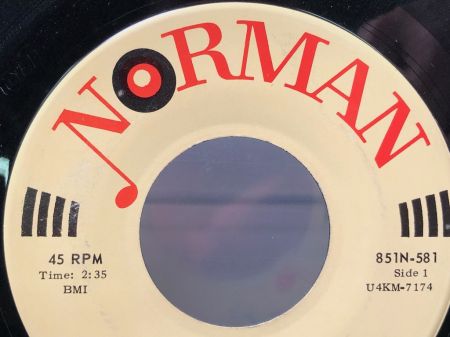 NORMAN
45 RPM
Time: 2:35
BMI
851N-581
Side 1
U4KM-7174